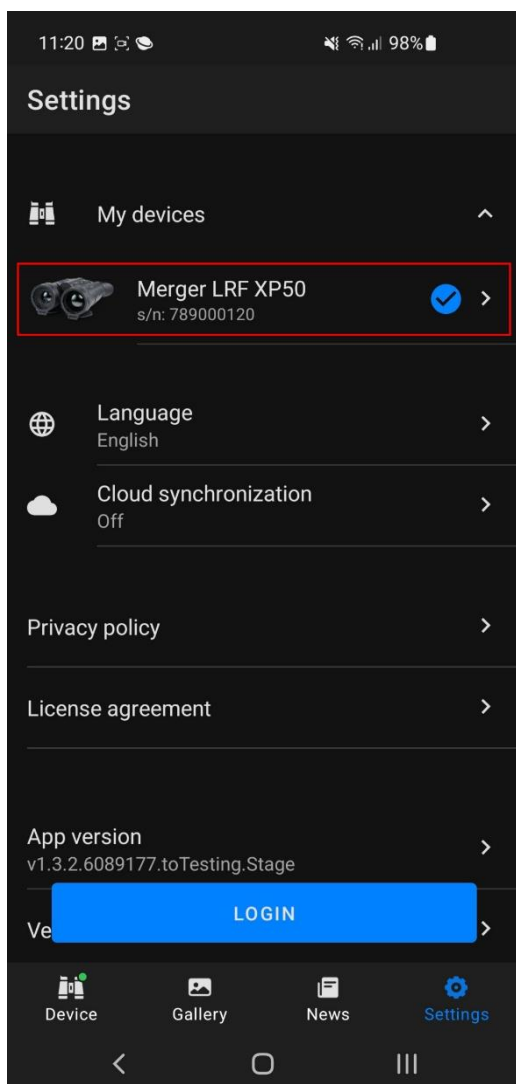 11:20
98%
Settings
My devices
Merger LRF XP50
s/n: 789000120
Language
English
Cloud synchronization
Off
Privacy policy
License agreement
App version
v1.3.2.6089177.toTesting.Stage
LOGIN
Ve
Device Gallery News Settings